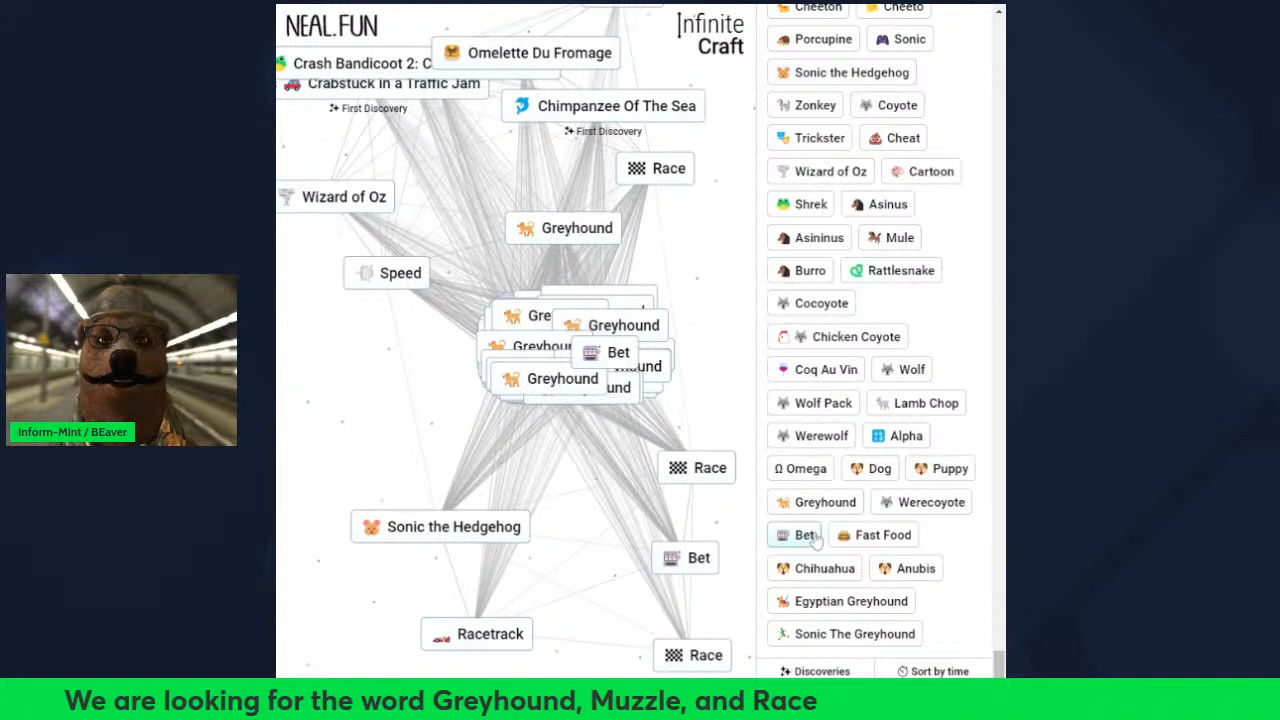 NEAL.FUN
Infinite
Craft
Omelette Du Fromage
Crash Bandicoot 2: C
Crabstuck in a Traffic Jam
First Discovery
Chimpanzee Of The Sea
First Discovery
Race
Wizard of Oz
Greyhound
Speed
Gre
Greyhound
Greyhoun
Bet
ound
Greyhound
und
Race
Sonic the Hedgehog
Bet
Racetrack
Race
Cheeton
Cheeto
Porcupine
Sonic
Sonic the Hedgehog
Zonkey
Coyote
Trickster
Cheat
Wizard of Oz
Cartoon
Shrek
Asinus
Asininus
Mule
Burro
Rattlesnake
Cocoyote
Chicken Coyote
Coq Au Vin
Wolf
Wolf Pack
Lamb Chop
Werewolf
Alpha
Ω Omega
Dog
Puppy
Greyhound
Werecoyote
Bet
Fast Food
Chihuahua
Anubis
Egyptian Greyhound
Sonic The Greyhound
Discoveries
Sort by time
Inform-Mint / BEaver
We are looking for the word Greyhound, Muzzle, and Race